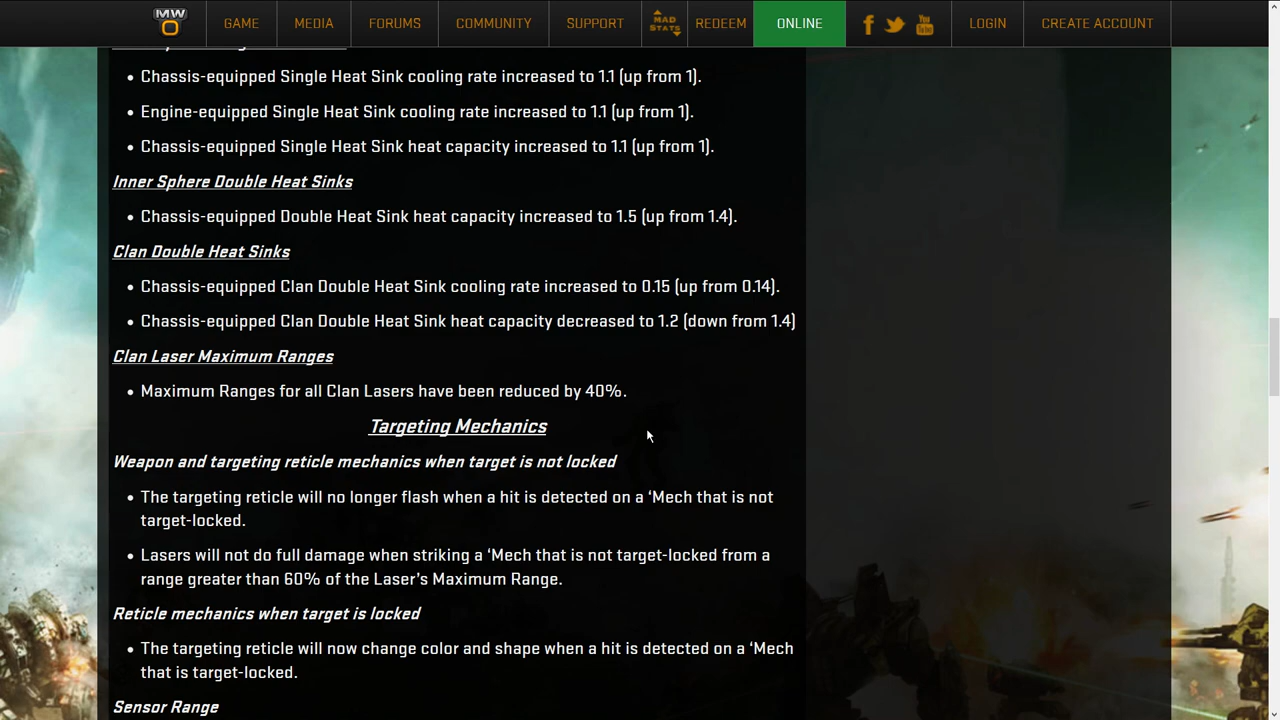 MW
O
GAME
MEDIA
FORUMS
COMMUNITY
SUPPORT
MAD
STATS
REDEEM
ONLINE
You
Tube
LOGIN
CREATE ACCOUNT
• Chassis-equipped Single Heat Sink cooling rate increased to 1.1 (up from 1).
• Engine-equipped Single Heat Sink cooling rate increased to 1.1 (up from 1).
• Chassis-equipped Single Heat Sink heat capacity increased to 1.1 (up from 1).
Inner Sphere Double Heat Sinks
• Chassis-equipped Double Heat Sink heat capacity increased to 1.5 (up from 1.4).
Clan Double Heat Sinks
• Chassis-equipped Clan Double Heat Sink cooling rate increased to 0.15 (up from 0.14).
• Chassis-equipped Clan Double Heat Sink heat capacity decreased to 1.2 (down from 1.4)
Clan Laser Maximum Ranges
• Maximum Ranges for all Clan Lasers have been reduced by 40%.
Targeting Mechanics
Weapon and targeting reticle mechanics when target is not locked
• The targeting reticle will no longer flash when a hit is detected on a ‘Mech that is not
target-locked.
• Lasers will not do full damage when striking a ‘Mech that is not target-locked from a
range greater than 60% of the Laser’s Maximum Range.
Reticle mechanics when target is locked
• The targeting reticle will now change color and shape when a hit is detected on a ‘Mech
that is target-locked.
Sensor Range